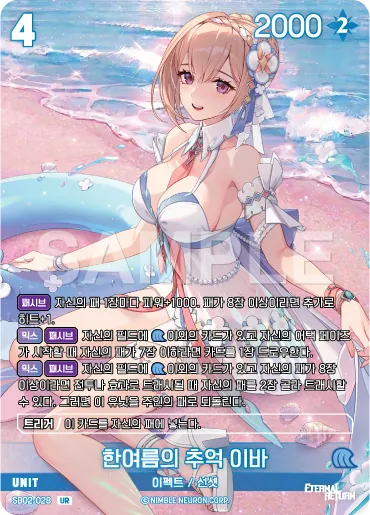 4
2000 2
SAMPLE
패시브 자신의 패 1장마다 파워+1000. 패가 8장 이상이라면 추가로
히트+1.
믹스 패시브 자신의 필드에 이외의 카드가 있고 자신의 어택 페이즈
가 시작할 때 자신의 패가 7장 이하라면 카드를 1장 드로우한다.
믹스 패시브 자신의 필드에 이외의 카드가 있고 자신의 패가 8장
이상이라면 전투나 효과로 트래시될 때 자신의 패를 2장 골라 트래시할
수 있다. 그러면 이 유닛을 주인의 패로 되돌린다.
트리거 이 카드를 자신의 패에 넣는다.
한여름의 추억 이바
UNIT
이펙트 / 선셋
SB02-028 UR
©NIMBLE NEURON CORP.
ETERNAL
RETURN